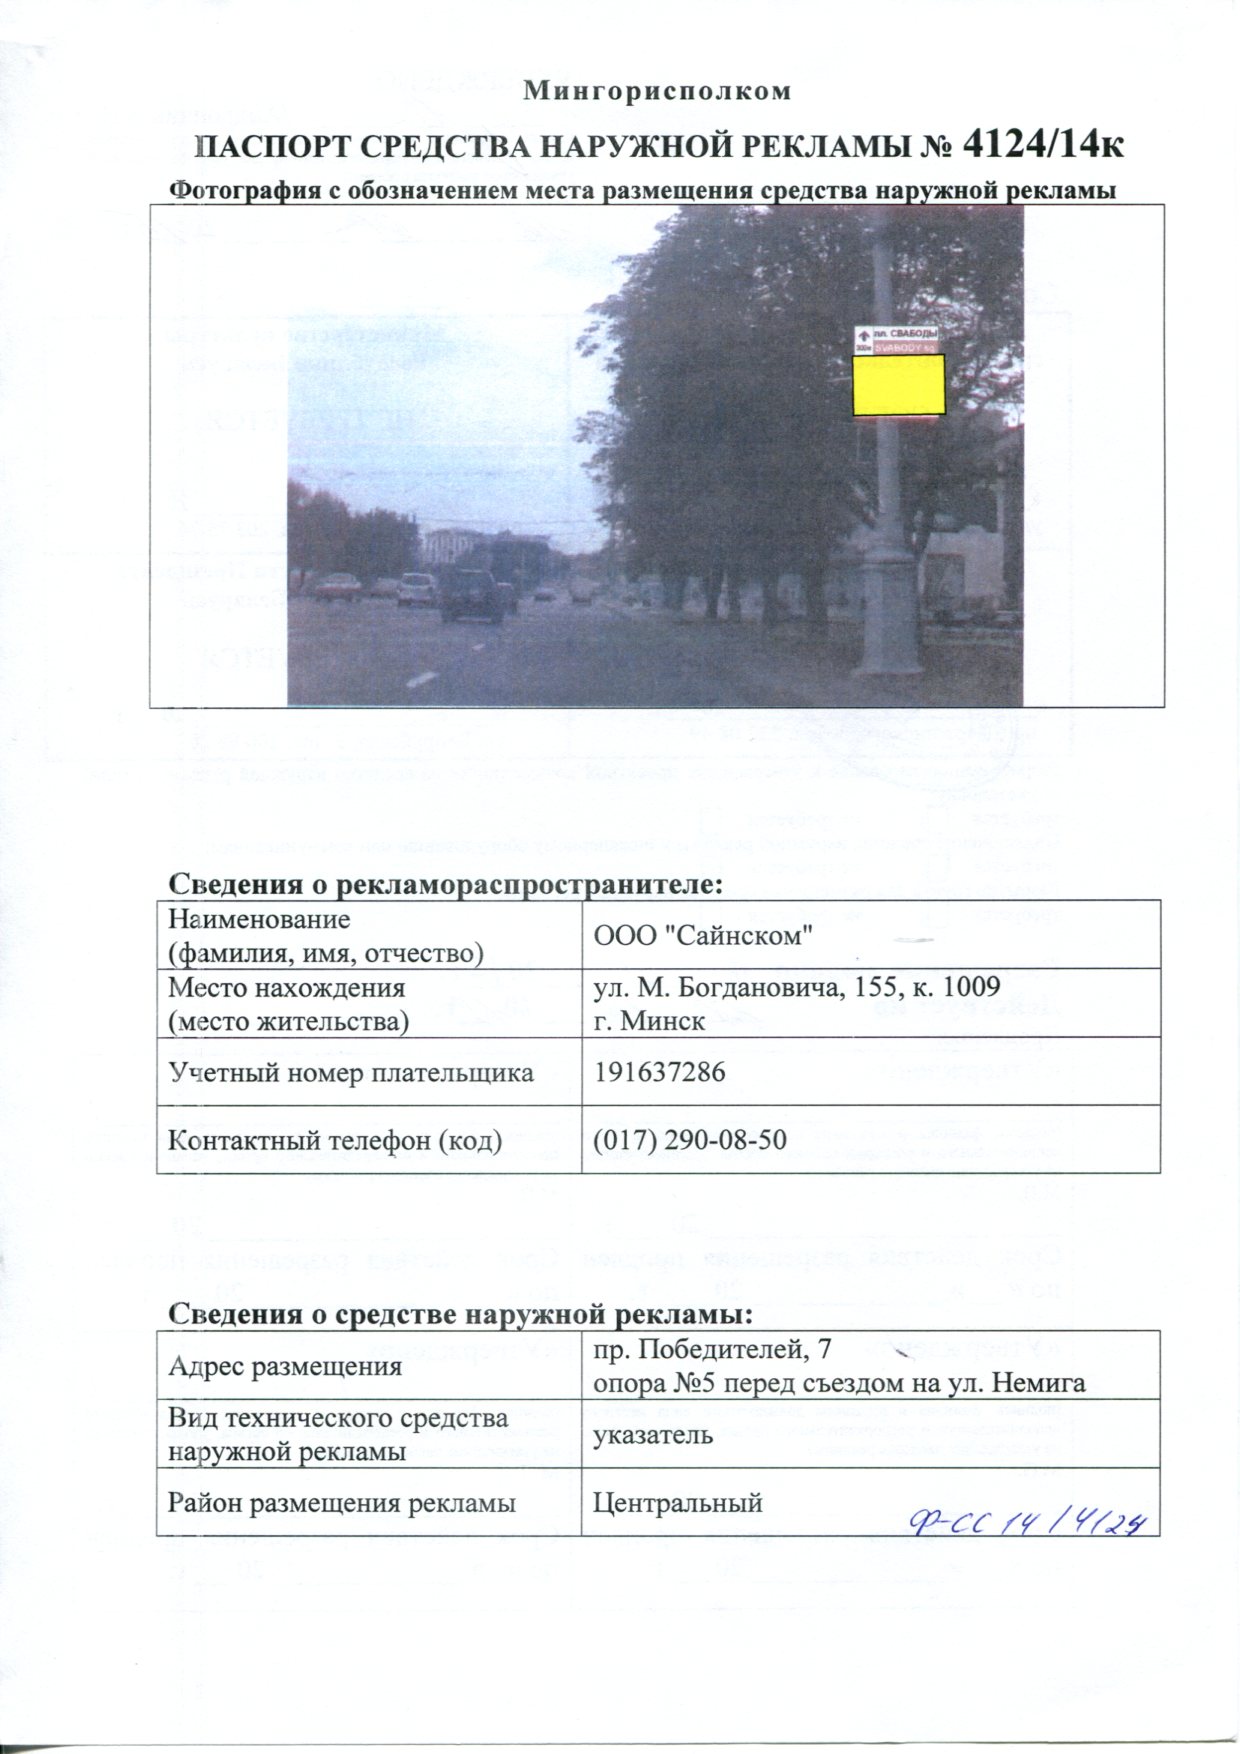 Мингорисполком
ПАСПОРТ СРЕДСТВА НАРУЖНОЙ РЕКЛАМЫ № 4124/14к
Фотография с обозначением места размещения средства наружной рекламы
пл. СВАБОДЫ
300м SVABODY sq.
Сведения о рекламораспространителе:
Наименование
(фамилия, имя, отчество)
ООО "Сайнском"
Место нахождения
(место жительства)
ул. М. Богдановича, 155, к. 1009
г. Минск
Учетный номер плательщика
191637286
Контактный телефон (код)
(017) 290-08-50
Сведения о средстве наружной рекламы:
Адрес размещения
пр. Победителей, 7
опора №5 перед съездом на ул. Немига
Вид технического средства
наружной рекламы
указатель
Район размещения рекламы
Центральный
Ф-СС 14/4124